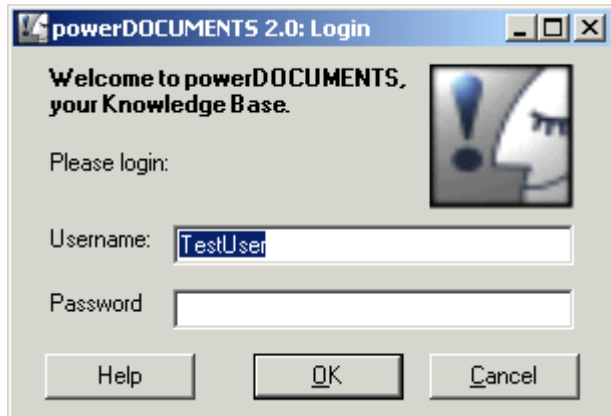 powerDOCUMENTS 2.0: Login
Welcome to powerDOCUMENTS,
your Knowledge Base.
Please login:
Username: TestUser
Password
Help OK Cancel